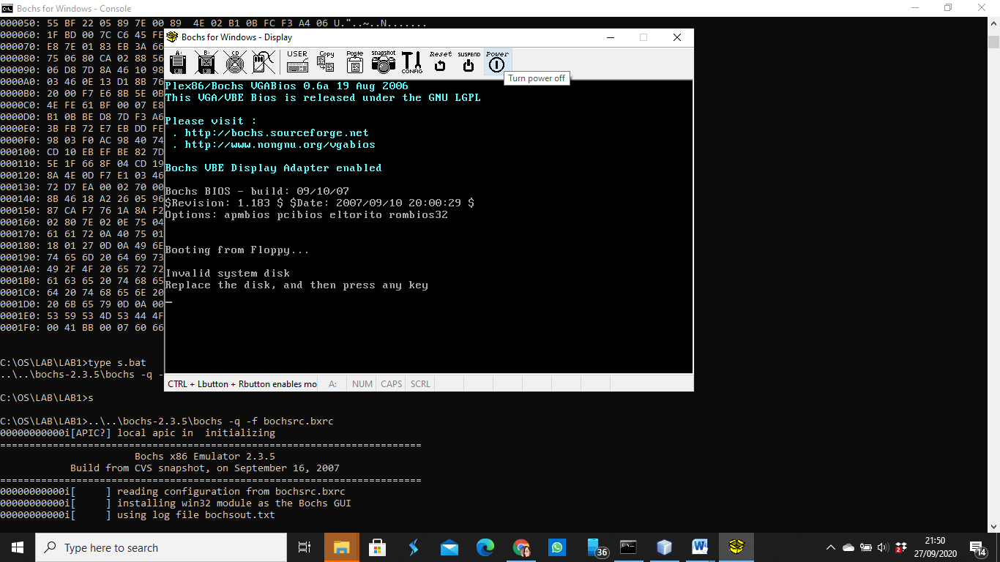 Bochs for Windows - Console
000050: 55 BF 22 05 89 7E 00 89  4E 02 B1 0B FC F3 A4 06 U."..~..N.......
000060: 1F BD 00 7C C6 45 FE
000070: E8 7E 01 83 EB 3A 66
000080: 75 06 80 CA 02 88 56
000090: 06 D8 7D 8A 46 10 98
0000A0: 03 46 0E 13 D1 8B 76
0000B0: 20 00 F7 E6 8B 5E 0B
0000C0: 4E FE 61 BF 00 07 E8
0000D0: B1 0B BE D8 7D F3 A6
0000E0: 3B FB 72 E7 EB DD FE
0000F0: 98 03 F0 AC 98 40 74
000100: CD 10 EB EF BE 82 7D
000110: 5E 1F 66 8F 04 CD 19
000120: 8A 4E 0D F7 E1 03 46
000130: 72 D7 EA 00 02 70 00
000140: 8B 46 18 A2 26 05 96
000150: 87 CA F7 76 1A 8A F2
000160: 02 80 7E 02 0E 75 04
000170: 61 61 72 0A 40 75 01
000180: 18 01 27 0D 0A 49 6E
000190: 74 65 6D 20 64 69 73
0001A0: 49 2F 4F 20 65 72 72
0001B0: 61 63 65 20 74 68 65
0001C0: 64 20 74 68 65 6E 20
0001D0: 20 6B 65 79 0D 0A 00
0001E0: 53 59 53 4D 53 44 4F
0001F0: 00 41 BB 00 07 60 66
C:\OS\LAB\LAB1>type s.bat
..\..\bochs-2.3.5\bochs -q -
C:\OS\LAB\LAB1>s
C:\OS\LAB\LAB1>..\..\bochs-2.3.5\bochs -q -f bochsrc.bxrc
00000000000i[APIC?] local apic in  initializing
========================================================================
Bochs x86 Emulator 2.3.5
Build from CVS snapshot, on September 16, 2007
========================================================================
00000000000i[     ] reading configuration from bochsrc.bxrc
00000000000i[     ] installing win32 module as the Bochs GUI
00000000000i[     ] using log file bochsout.txt
Bochs for Windows - Display
A: B: CD USER Copy Paste snapshot CONFIG Reset SUSPEND Power
Turn power off
Plex86/Bochs VGABios 0.6a 19 Aug 2006
This VGA/VBE Bios is released under the GNU LGPL
Please visit :
. http://bochs.sourceforge.net
. http://www.nongnu.org/vgabios
Bochs VBE Display Adapter enabled
Bochs BIOS - build: 09/10/07
$Revision: 1.183 $ $Date: 2007/09/10 20:00:29 $
Options: apmbios pcibios eltorito rombios32
Booting from Floppy...
Invalid system disk
Replace the disk, and then press any key
CTRL + Lbutton + Rbutton enables mo A: NUM CAPS SCRL
Type here to search
36
2
21:50
27/09/2020
14